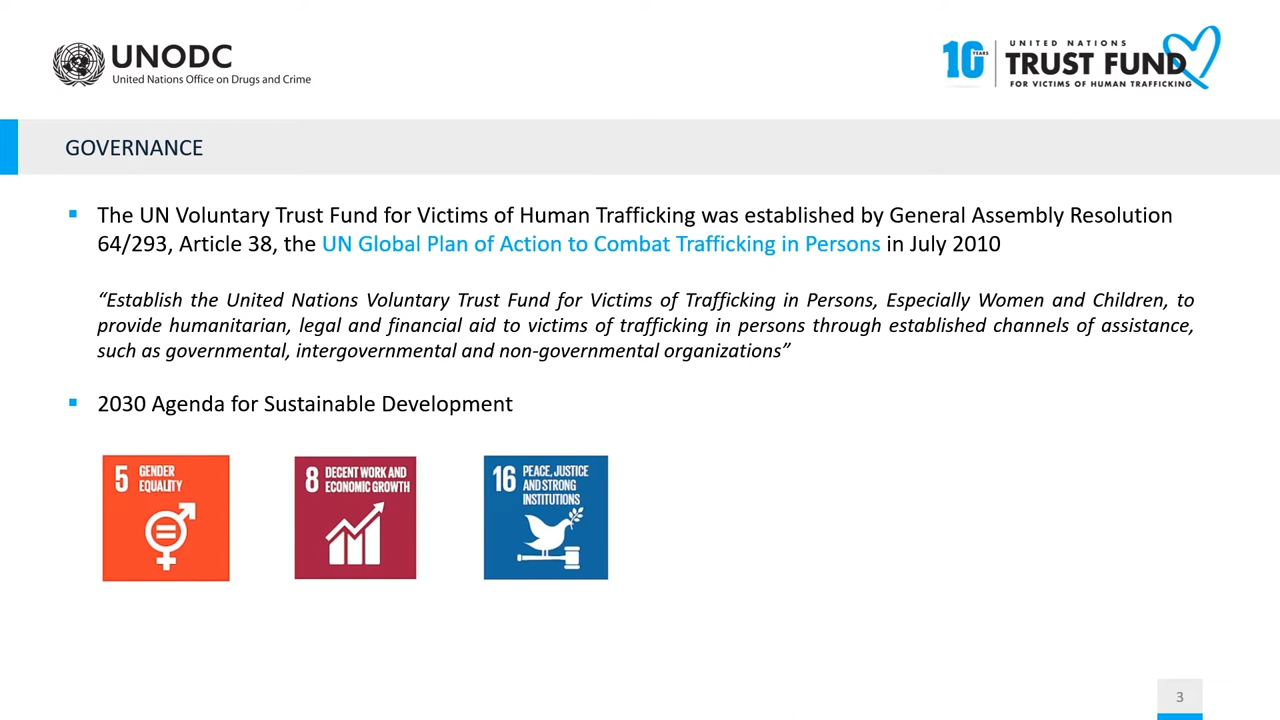 UNODC
United Nations Office on Drugs and Crime
10 YEARS
UNITED NATIONS
TRUST FUND
FOR VICTIMS OF HUMAN TRAFFICKING
GOVERNANCE
The UN Voluntary Trust Fund for Victims of Human Trafficking was established by General Assembly Resolution
64/293, Article 38, the UN Global Plan of Action to Combat Trafficking in Persons in July 2010
“Establish the United Nations Voluntary Trust Fund for Victims of Trafficking in Persons, Especially Women and Children, to
provide humanitarian, legal and financial aid to victims of trafficking in persons through established channels of assistance,
such as governmental, intergovernmental and non-governmental organizations”
2030 Agenda for Sustainable Development
5 GENDER
EQUALITY
8 DECENT WORK AND
ECONOMIC GROWTH
16 PEACE, JUSTICE
AND STRONG
INSTITUTIONS
3